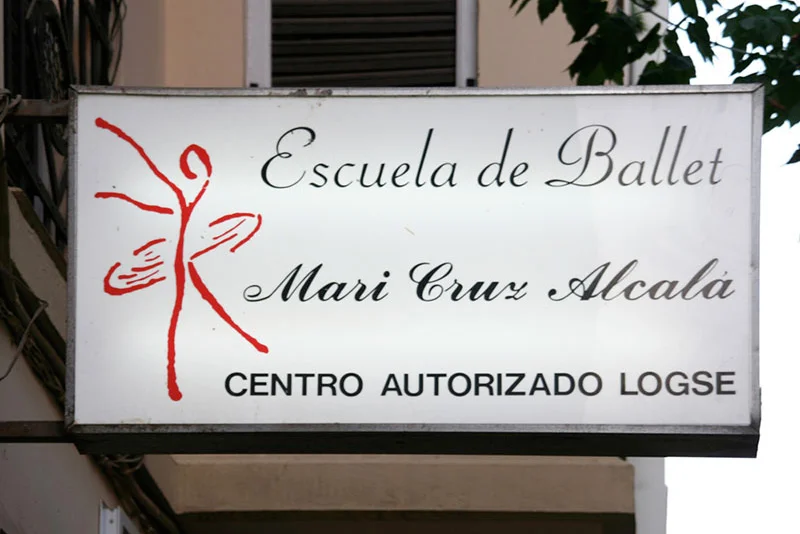 Escuela de Ballet
Mari Cruz Alcalá
CENTRO AUTORIZADO LOGSE